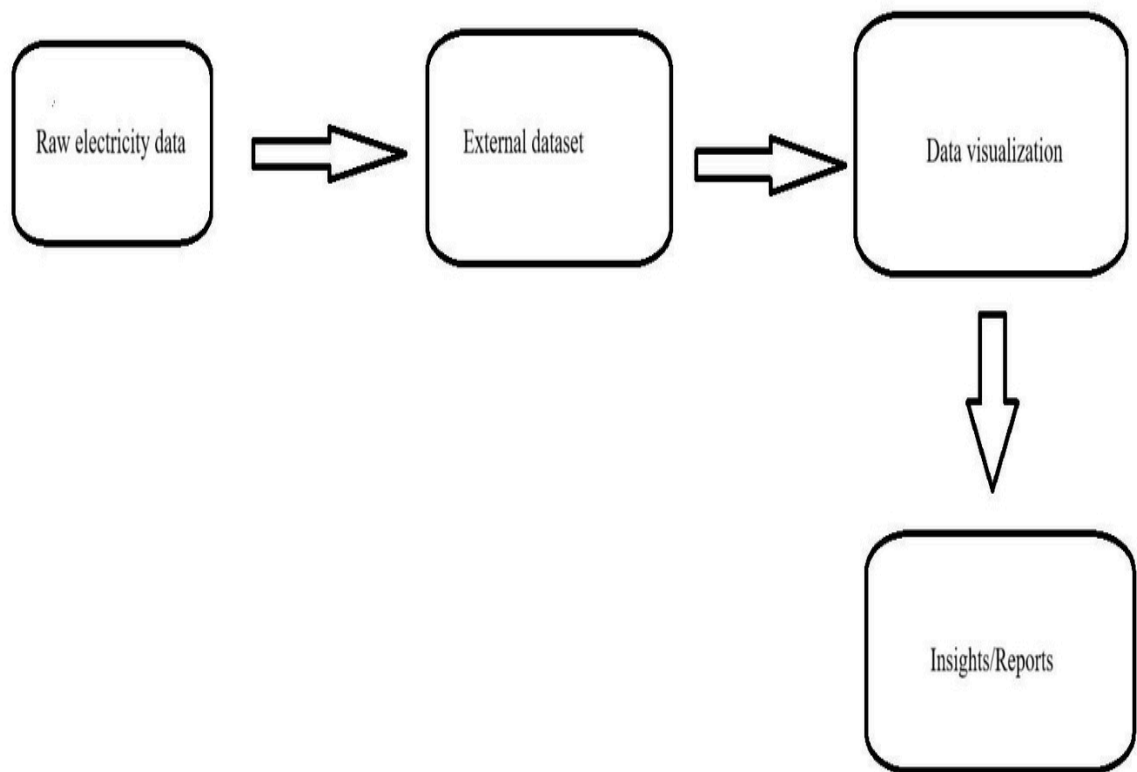 Raw electricity data
External dataset
Data visualization
Insights/Reports